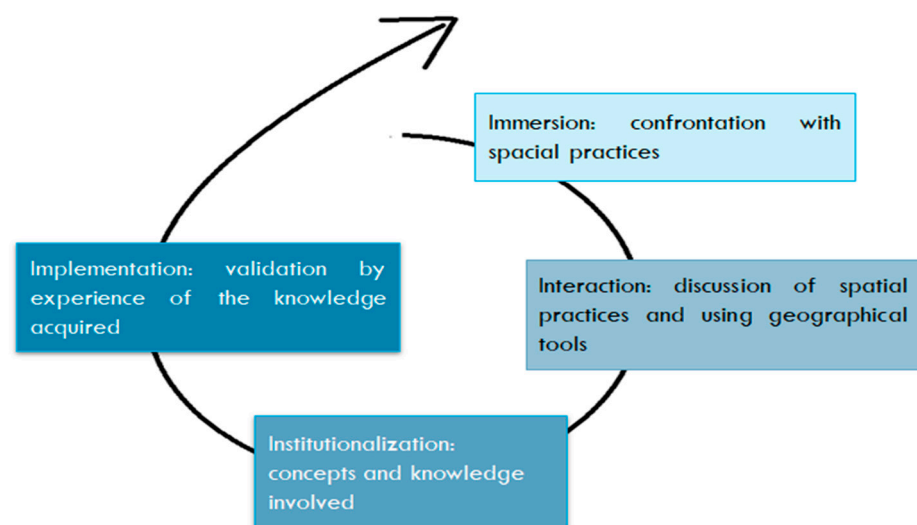 Immersion: confrontation with
spacial practices
Interaction: discussion of spatial
practices and using geographical
tools
Institutionalization:
concepts and knowledge
involved
Implementation: validation by
experience of the knowledge
acquired